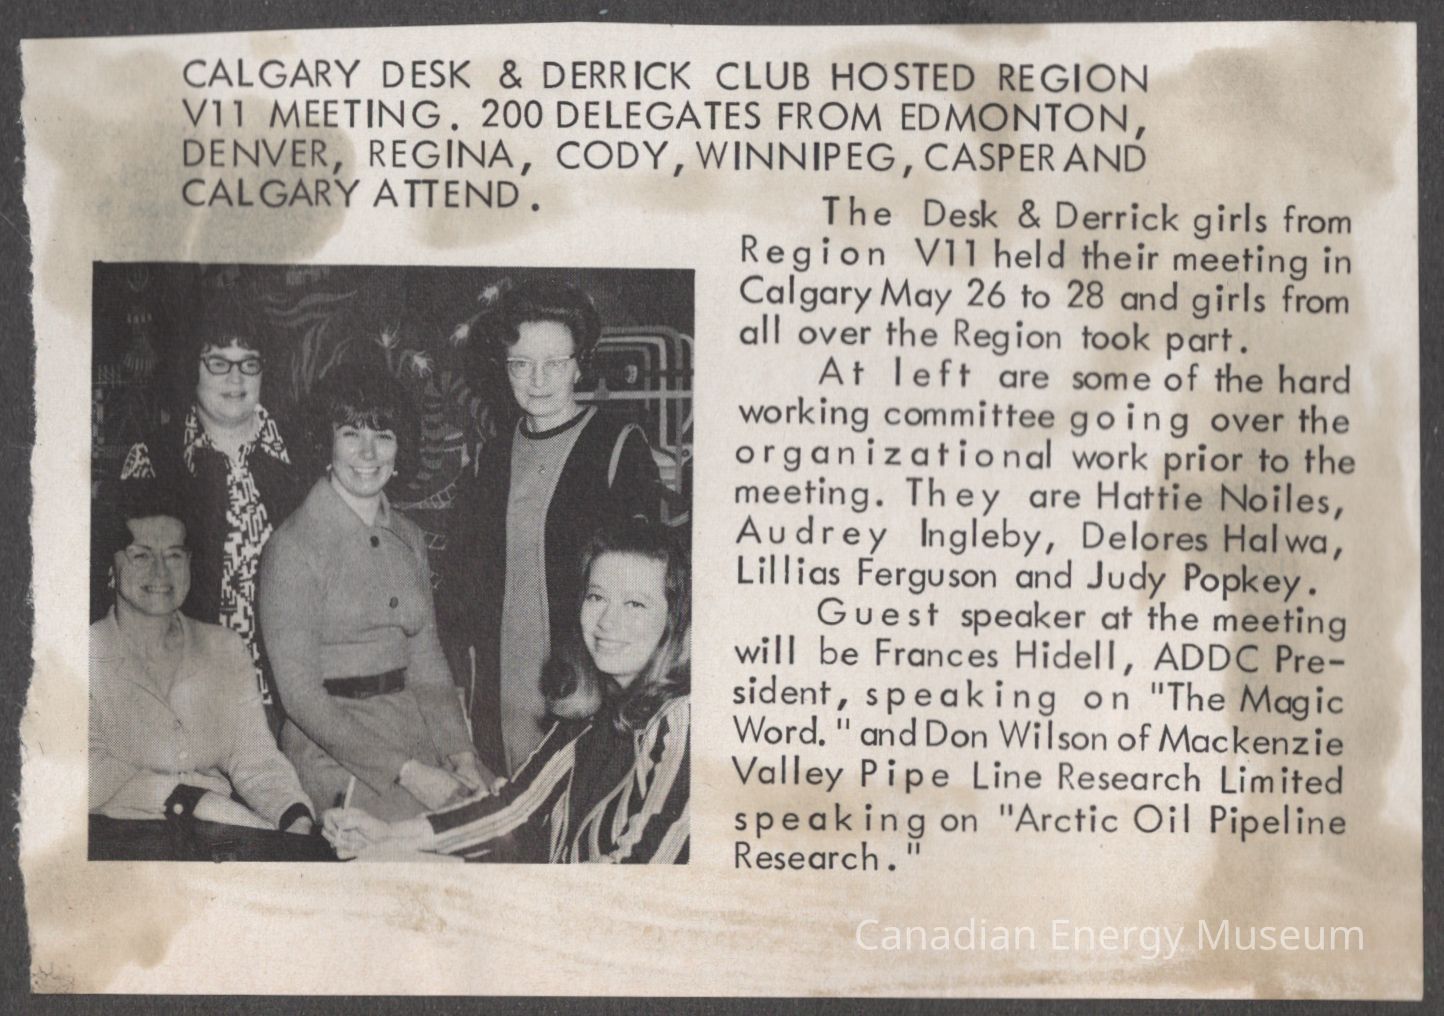 CALGARY DESK & DERRICK CLUB HOSTED REGION
V11 MEETING. 200 DELEGATES FROM EDMONTON,
DENVER, REGINA, CODY, WINNIPEG, CASPER AND
CALGARY ATTEND.
The Desk & Derrick girls from
Region V11 held their meeting in
Calgary May 26 to 28 and girls from
all over the Region took part.
At left are some of the hard
working committee going over the
organizational work prior to the
meeting. They are Hattie Noiles,
Audrey Ingleby, Delores Halwa,
Lillias Ferguson and Judy Popkey.
Guest speaker at the meeting
will be Frances Hidell, ADDC Pre-
sident, speaking on "The Magic
Word." and Don Wilson of Mackenzie
Valley Pipe Line Research Limited
speaking on "Arctic Oil Pipeline
Research."
Canadian Energy Museum